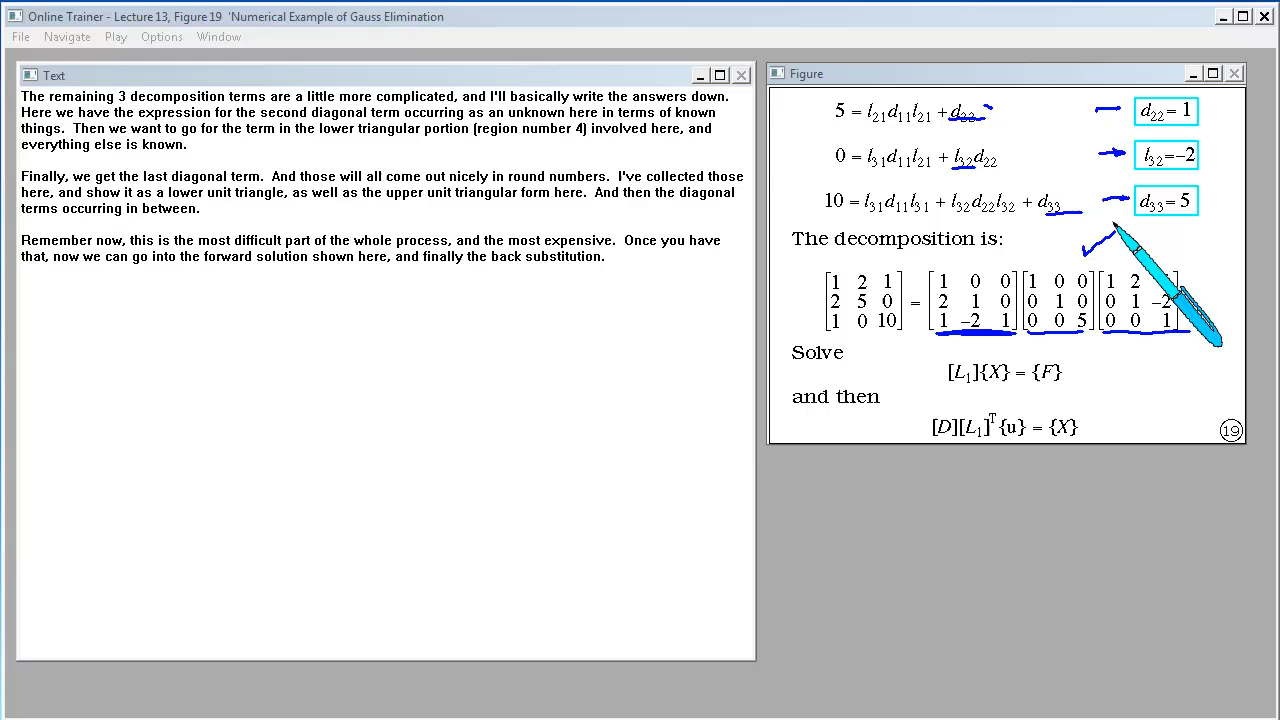 Online Trainer - Lecture 13, Figure 19 'Numerical Example of Gauss Elimination
File Navigate Play Options Window
Text
The remaining 3 decomposition terms are a little more complicated, and I'll basically write the answers down.
Here we have the expression for the second diagonal term occurring as an unknown here in terms of known
things. Then we want to go for the term in the lower triangular portion (region number 4) involved here, and
everything else is known.
Finally, we get the last diagonal term. And those will all come out nicely in round numbers. I've collected those
here, and show it as a lower unit triangle, as well as the upper unit triangular form here. And then the diagonal
terms occurring in between.
Remember now, this is the most difficult part of the whole process, and the most expensive. Once you have
that, now we can go into the forward solution shown here, and finally the back substitution.
Figure
5 = l21d11l21 + d22 d22 = 1
0 = l31d11l21 + l32d22 l32 = –2
10 = l31d11l31 + l32d22l32 + d33 d33 = 5
The decomposition is:
1 2 1 1 0 0 1 0 0 1 2
2 5 0 = 2 1 0 0 1 0 0 1 –2
1 0 10 1 –2 1 0 0 5 0 0 1
Solve
[L1]{X} = {F}
and then
[D][L1]T{u} = {X}
19